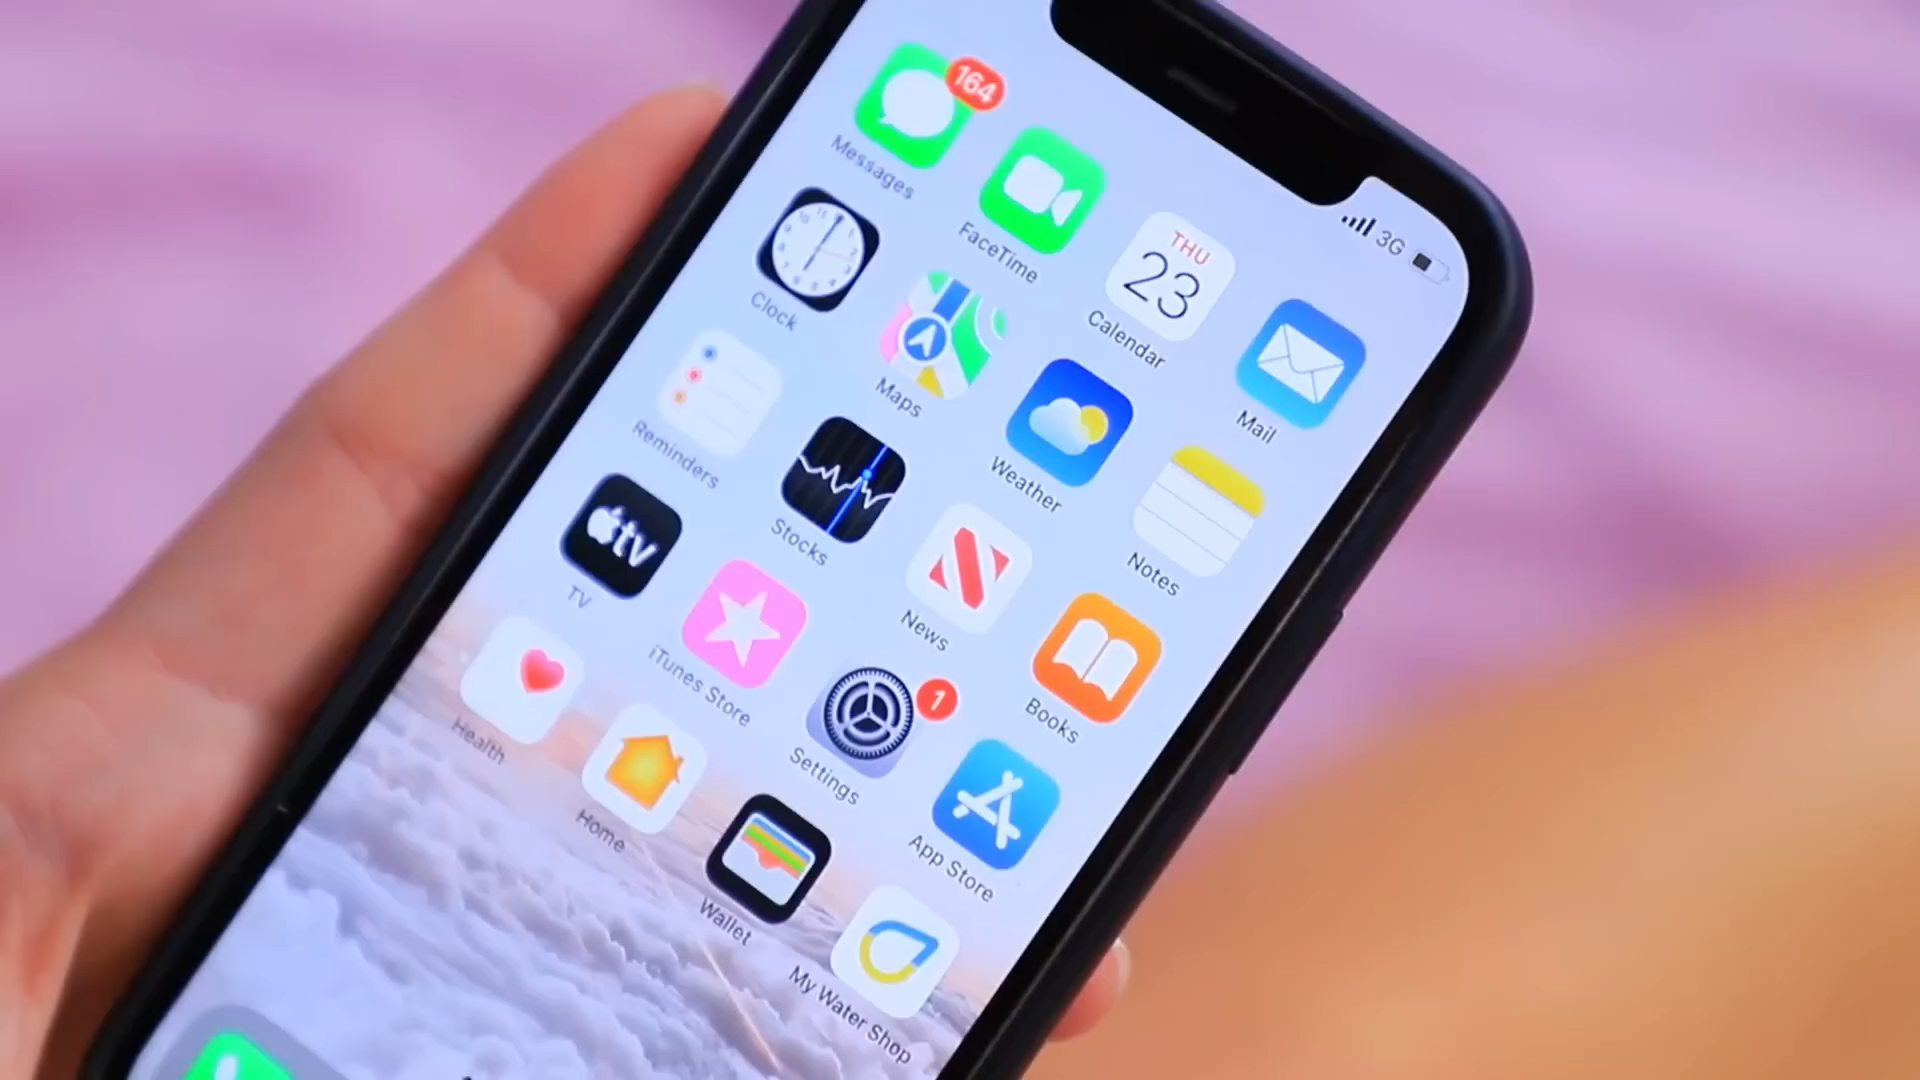 3G
164
Messages
FaceTime
THU
23
Calendar
Mail
Clock
Maps
Weather
Notes
Reminders
Stocks
News
Books
tv
TV
iTunes Store
1
Settings
App Store
Health
Home
Wallet
My Water Shop